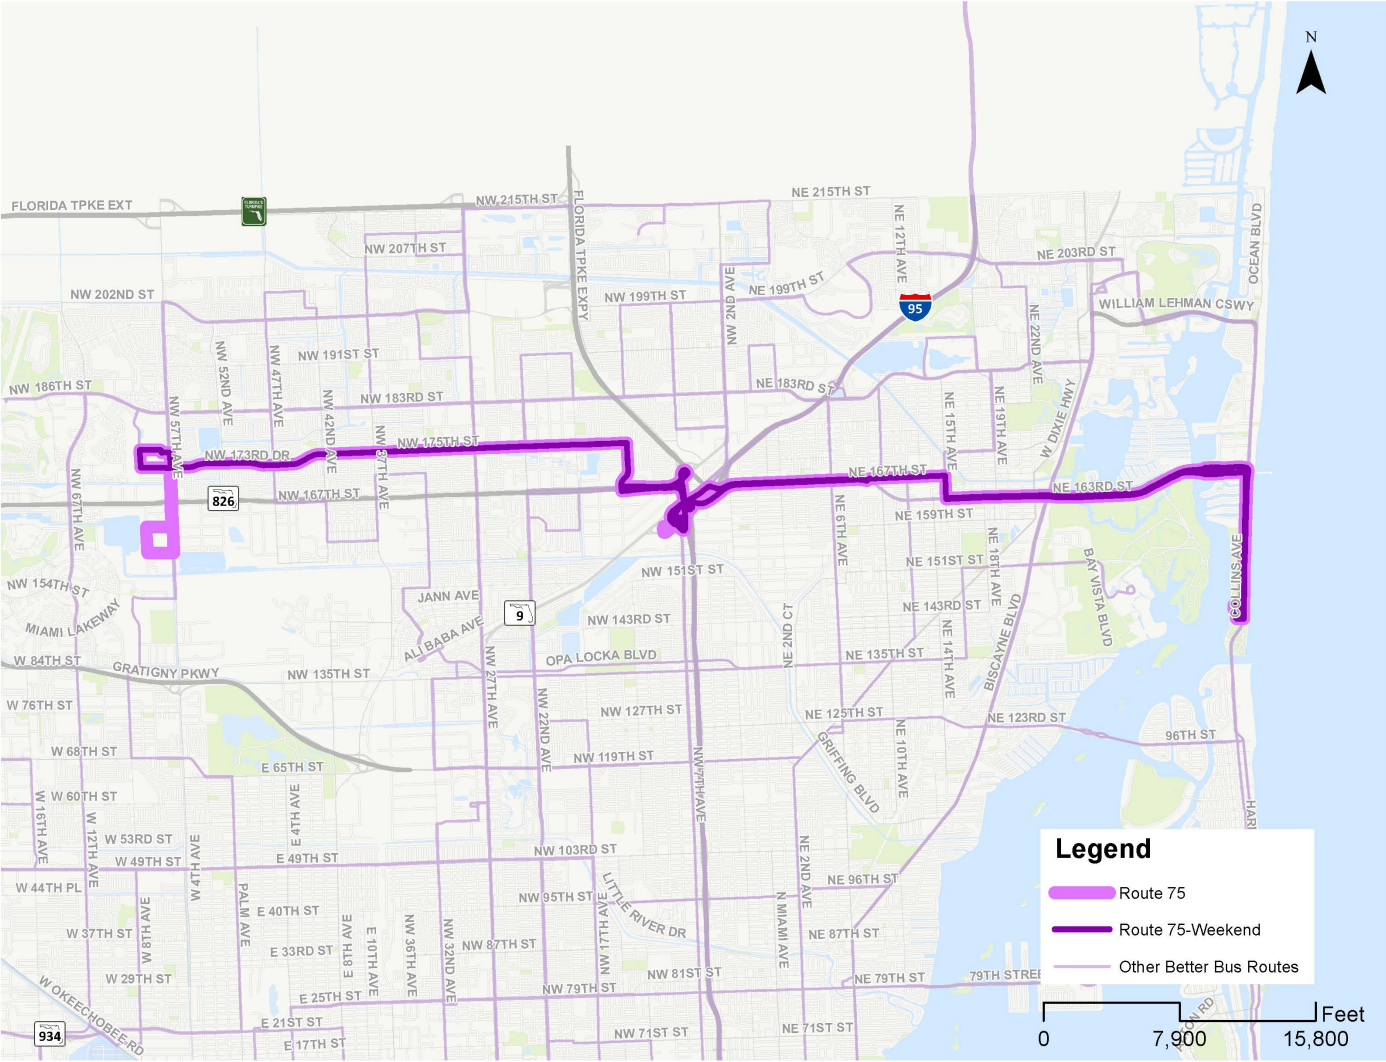 N
FLORIDA TPKE EXT
FLORIDA'S TURNPIKE
NW 215TH ST
NE 215TH ST
FLORIDA TPKE EXPY
NE 12TH AVE
OCEAN BLVD
NW 207TH ST
NE 203RD ST
NW 202ND ST
NW 199TH ST
NW 2ND AVE
NE 199TH ST
95
WILLIAM LEHMAN CSWY
NE 22ND AVE
NW 52ND AVE
NW 47TH AVE
NW 191ST ST
NW 186TH ST
NW 183RD ST
NE 183RD ST
NW 57TH AVE
NW 42ND AVE
NW 37TH AVE
NE 15TH AVE
NE 19TH AVE
W DIXIE HWY
NW 175TH ST
NW 173RD DR
NW 67TH AVE
826
NW 167TH ST
NE 167TH ST
NE 163RD ST
NE 6TH AVE
NE 159TH ST
NE 18TH AVE
NW 151ST ST
NE 151ST ST
BAY VISTA BLVD
COLLINS AVE
NW 154TH ST
MIAMI LAKEWAY
JANN AVE
ALI BABA AVE
9
NW 143RD ST
NE 143RD ST
NE 2ND CT
NE 14TH AVE
BISCAYNE BLVD
W 84TH ST
GRATIGNY PKWY
NW 135TH ST
OPA LOCKA BLVD
NE 135TH ST
NW 27TH AVE
NW 22ND AVE
W 76TH ST
NW 127TH ST
NE 125TH ST
NE 123RD ST
NE 10TH AVE
GRIFFING BLVD
96TH ST
W 68TH ST
E 65TH ST
NW 119TH ST
NW 7TH AVE
W 60TH ST
W 16TH AVE
W 12TH AVE
E 4TH AVE
HARI
W 53RD ST
W 49TH ST
W 4TH AVE
E 49TH ST
NW 103RD ST
NE 2ND AVE
W 44TH PL
NW 95TH ST
NE 96TH ST
W 8TH AVE
PALM AVE
E 40TH ST
E 8TH AVE
E 10TH AVE
NW 36TH AVE
NW 32ND AVE
NW 17TH AVE
LITTLE RIVER DR
N MIAMI AVE
W 37TH ST
E 33RD ST
NW 87TH ST
NE 87TH ST
W 29TH ST
NW 81ST ST
NE 79TH ST
79TH STREE
W OKEECHOBEE RD
E 25TH ST
NW 79TH ST
934
E 21ST ST
E 17TH ST
NW 71ST ST
NE 71ST ST
Legend
Route 75
Route 75-Weekend
Other Better Bus Routes
Feet
0 7,900 15,800